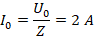 I₀ = U₀/Z = 2 A